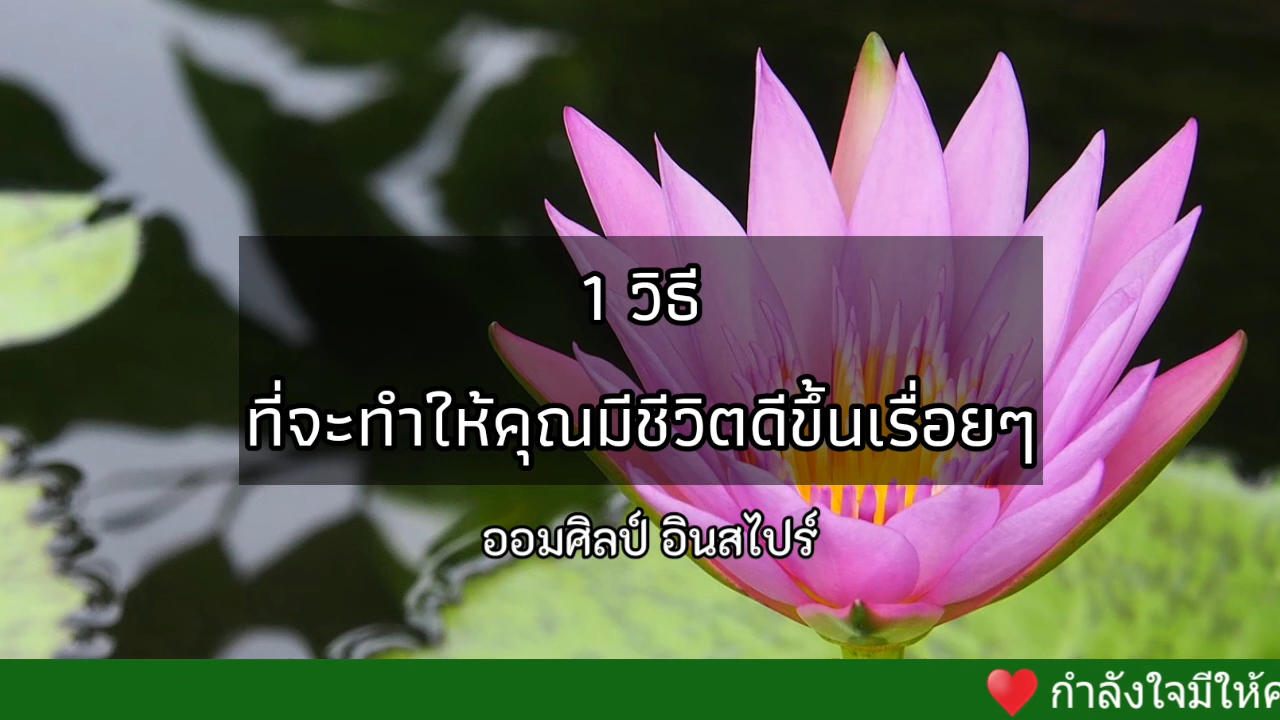 1 วิธี
ที่จะทำให้คุณมีชีวิตดีขึ้นเรื่อยๆ
ออมศิลป์ อินสไปร์
❤️ กำลังใจมีให้